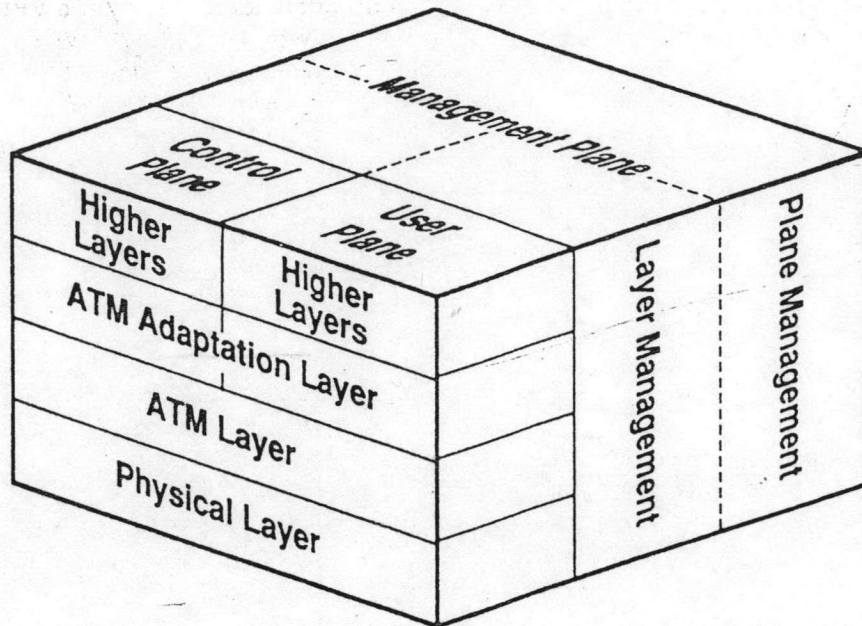 Management Plane
Control
Plane
User
Plane
Higher
Layers
Higher
Layers
ATM Adaptation Layer
ATM Layer
Physical Layer
Layer Management
Plane Management